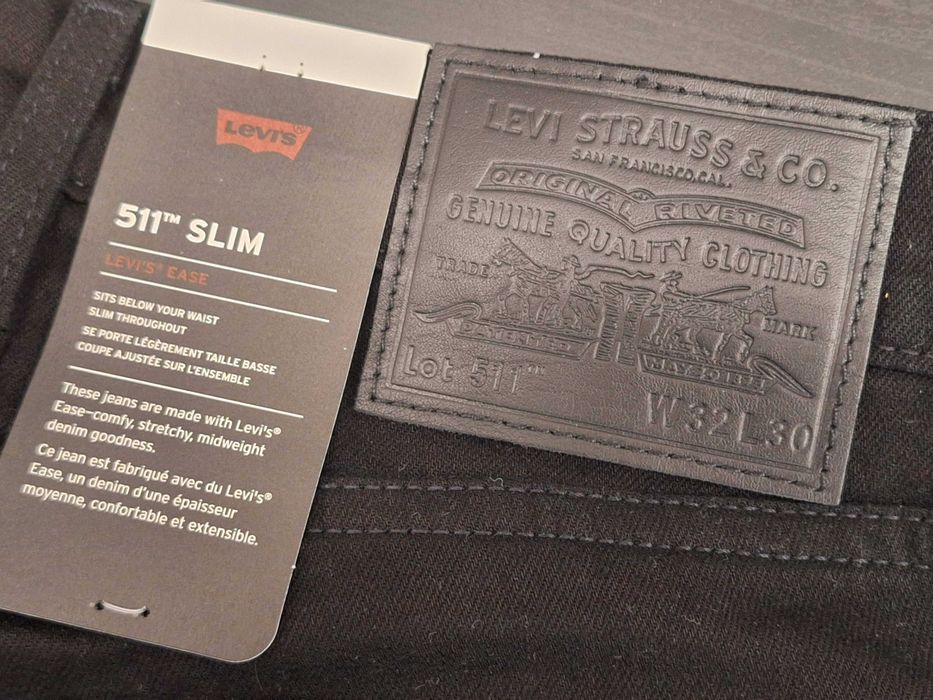 Levi's®
511™ SLIM
LEVI'S® EASE
SITS BELOW YOUR WAIST
SLIM THROUGHOUT
SE PORTE LÉGÈREMENT TAILLE BASSE
COUPE AJUSTÉE SUR L'ENSEMBLE
These jeans are made with Levi's®
Ease–comfy, stretchy, midweight
denim goodness.
Ce jean est fabriqué avec du Levi's®
Ease, un denim d'une épaisseur
moyenne, confortable et extensible.
LEVI STRAUSS & CO.
SAN FRANCISCO, CAL.
ORIGINAL RIVETED
GENUINE QUALITY CLOTHING
TRADE MARK
Lot 511™
W 32 L 30